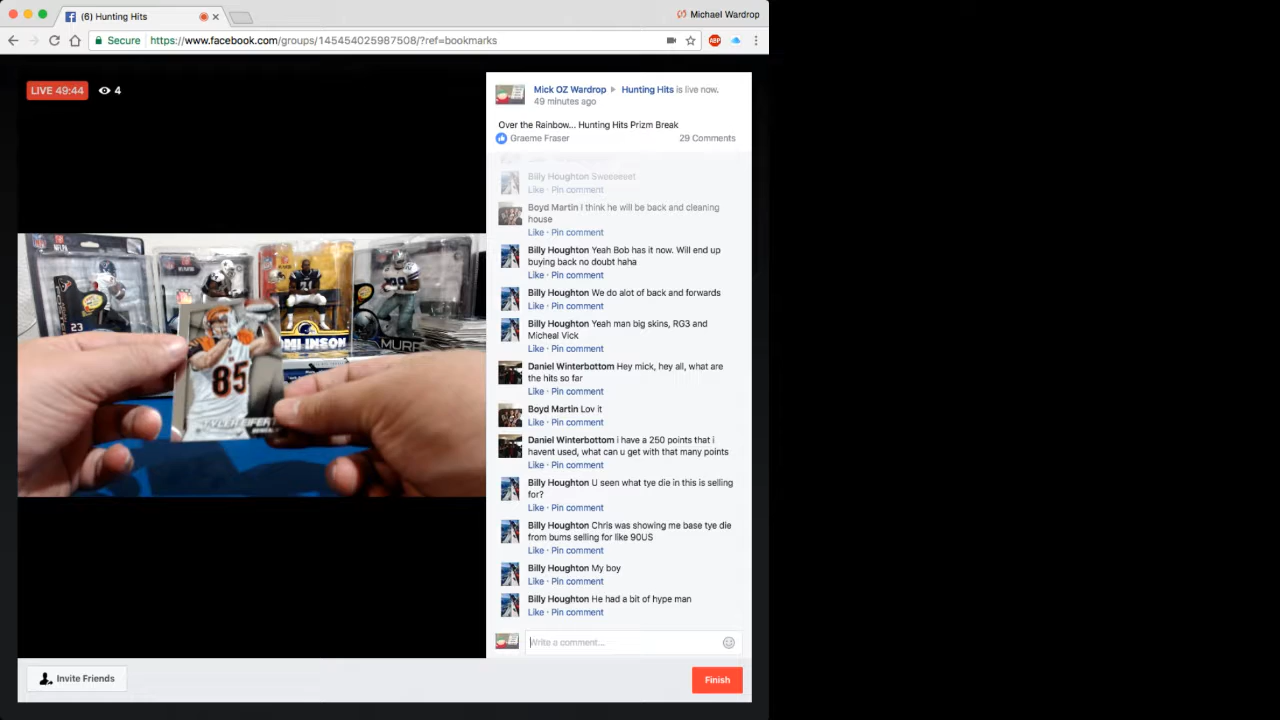 (6) Hunting Hits
Michael Wardrop
Secure https://www.facebook.com/groups/145454025987508/?ref=bookmarks
ABP
LIVE 49:44 4
Mick OZ Wardrop Hunting Hits is live now.
49 minutes ago
Over the Rainbow... Hunting Hits Prizm Break
Graeme Fraser 29 Comments
Billy Houghton Sweeeeeet
Like · Pin comment
Boyd Martin I think he will be back and cleaning
house
Like · Pin comment
Billy Houghton Yeah Bob has it now. Will end up
buying back no doubt haha
Like · Pin comment
Billy Houghton We do alot of back and forwards
Like · Pin comment
Billy Houghton Yeah man big skins, RG3 and
Micheal Vick
Like · Pin comment
Daniel Winterbottom Hey mick, hey all, what are
the hits so far
Like · Pin comment
Boyd Martin Lov it
Like · Pin comment
Daniel Winterbottom i have a 250 points that i
havent used, what can u get with that many points
Like · Pin comment
Billy Houghton U seen what tye die in this is selling
for?
Like · Pin comment
Billy Houghton Chris was showing me base tye die
from bums selling for like 90US
Like · Pin comment
Billy Houghton My boy
Like · Pin comment
Billy Houghton He had a bit of hype man
Like · Pin comment
Write a comment...
Invite Friends
Finish
23
21
85